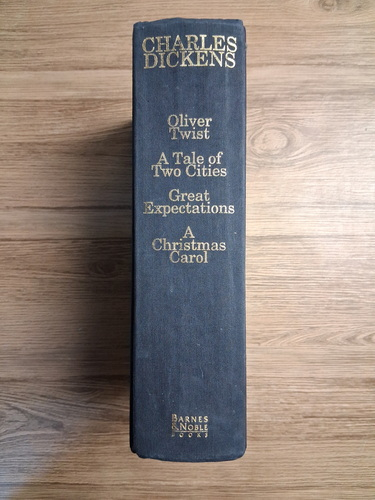 CHARLES
DICKENS
Oliver
Twist
A Tale of
Two Cities
Great
Expectations
A
Christmas
Carol
BARNES
& NOBLE
BOOKS